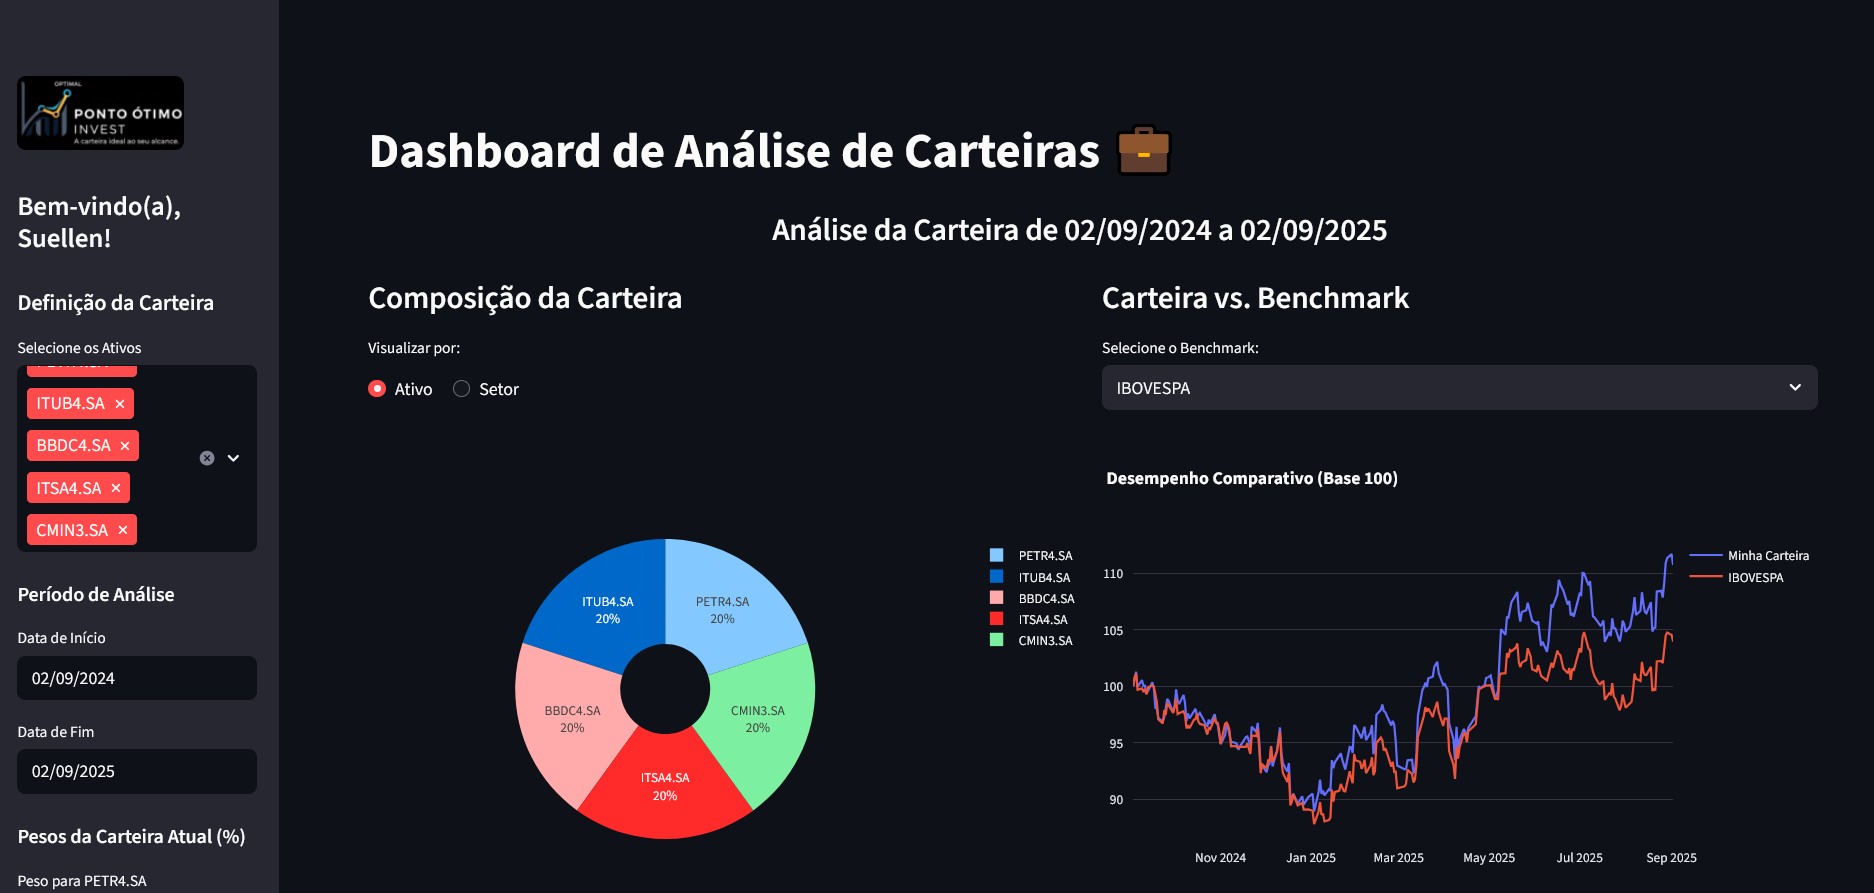 OPTIMAL
PONTO ÓTIMO
INVEST
A carteira ideal ao seu alcance.
Bem-vindo(a),
Suellen!
Definição da Carteira
Selecione os Ativos
ITUB4.SA
BBDC4.SA
ITSA4.SA
CMIN3.SA
Período de Análise
Data de Início
02/09/2024
Data de Fim
02/09/2025
Pesos da Carteira Atual (%)
Peso para PETR4.SA
Dashboard de Análise de Carteiras
Análise da Carteira de 02/09/2024 a 02/09/2025
Composição da Carteira
Visualizar por:
Ativo Setor
ITUB4.SA
20%
PETR4.SA
20%
BBDC4.SA
20%
CMIN3.SA
20%
ITSA4.SA
20%
PETR4.SA
ITUB4.SA
BBDC4.SA
ITSA4.SA
CMIN3.SA
Carteira vs. Benchmark
Selecione o Benchmark:
IBOVESPA
Desempenho Comparativo (Base 100)
110
105
100
95
90
Nov 2024 Jan 2025 Mar 2025 May 2025 Jul 2025 Sep 2025
Minha Carteira
IBOVESPA